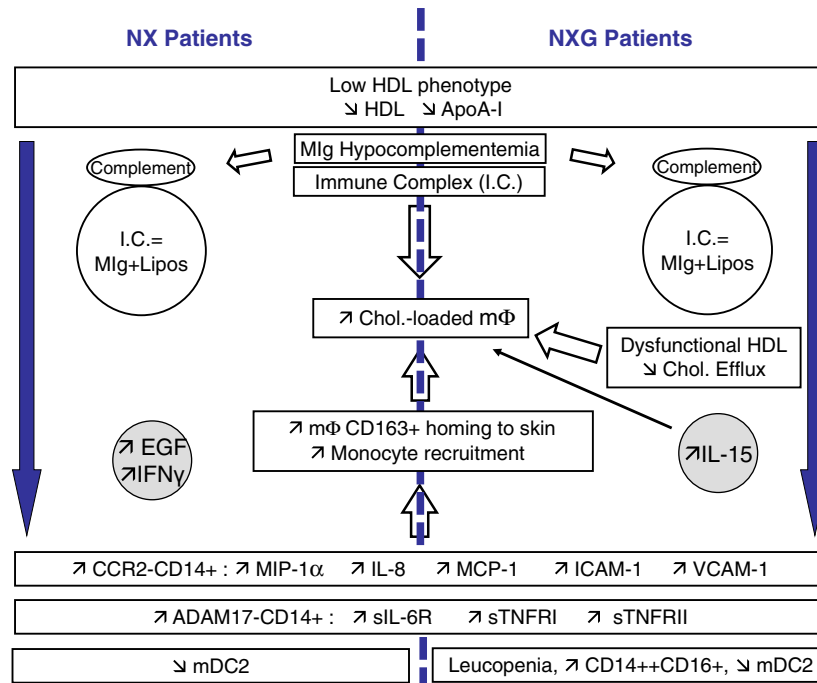 NX Patients
NXG Patients
Low HDL phenotype
↘ HDL ↘ ApoA-I
MIg Hypocomplementemia
Immune Complex (I.C.)
Complement
I.C.=
MIg+Lipos
Complement
I.C.=
MIg+Lipos
↗ Chol.-loaded mΦ
Dysfunctional HDL
↘ Chol. Efflux
↗ mΦ CD163+ homing to skin
↗ Monocyte recruitment
↗ EGF
↗IFNγ
↗IL-15
↗ CCR2-CD14+ : ↗ MIP-1α ↗ IL-8 ↗ MCP-1 ↗ ICAM-1 ↗ VCAM-1
↗ ADAM17-CD14+ : ↗ sIL-6R ↗ sTNFRI ↗ sTNFRII
↘ mDC2
Leucopenia, ↗ CD14++CD16+, ↘ mDC2